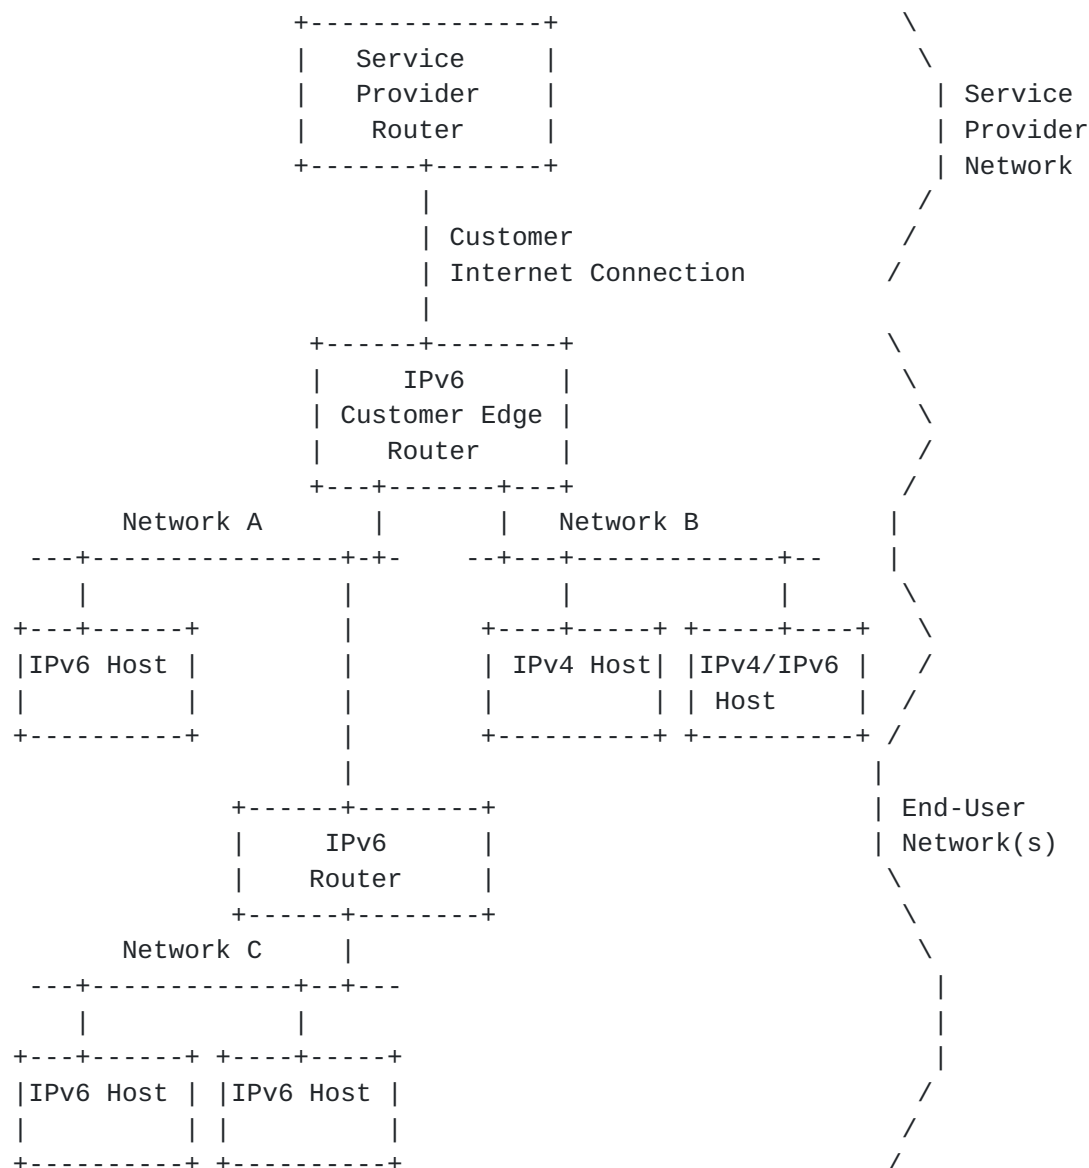 Service
Provider
Router
Service
Provider
Network
Customer
Internet Connection
IPv6
Customer Edge
Router
Network A
Network B
IPv6 Host
IPv4 Host
IPv4/IPv6
Host
End-User
Network(s)
IPv6
Router
Network C
IPv6 Host
IPv6 Host